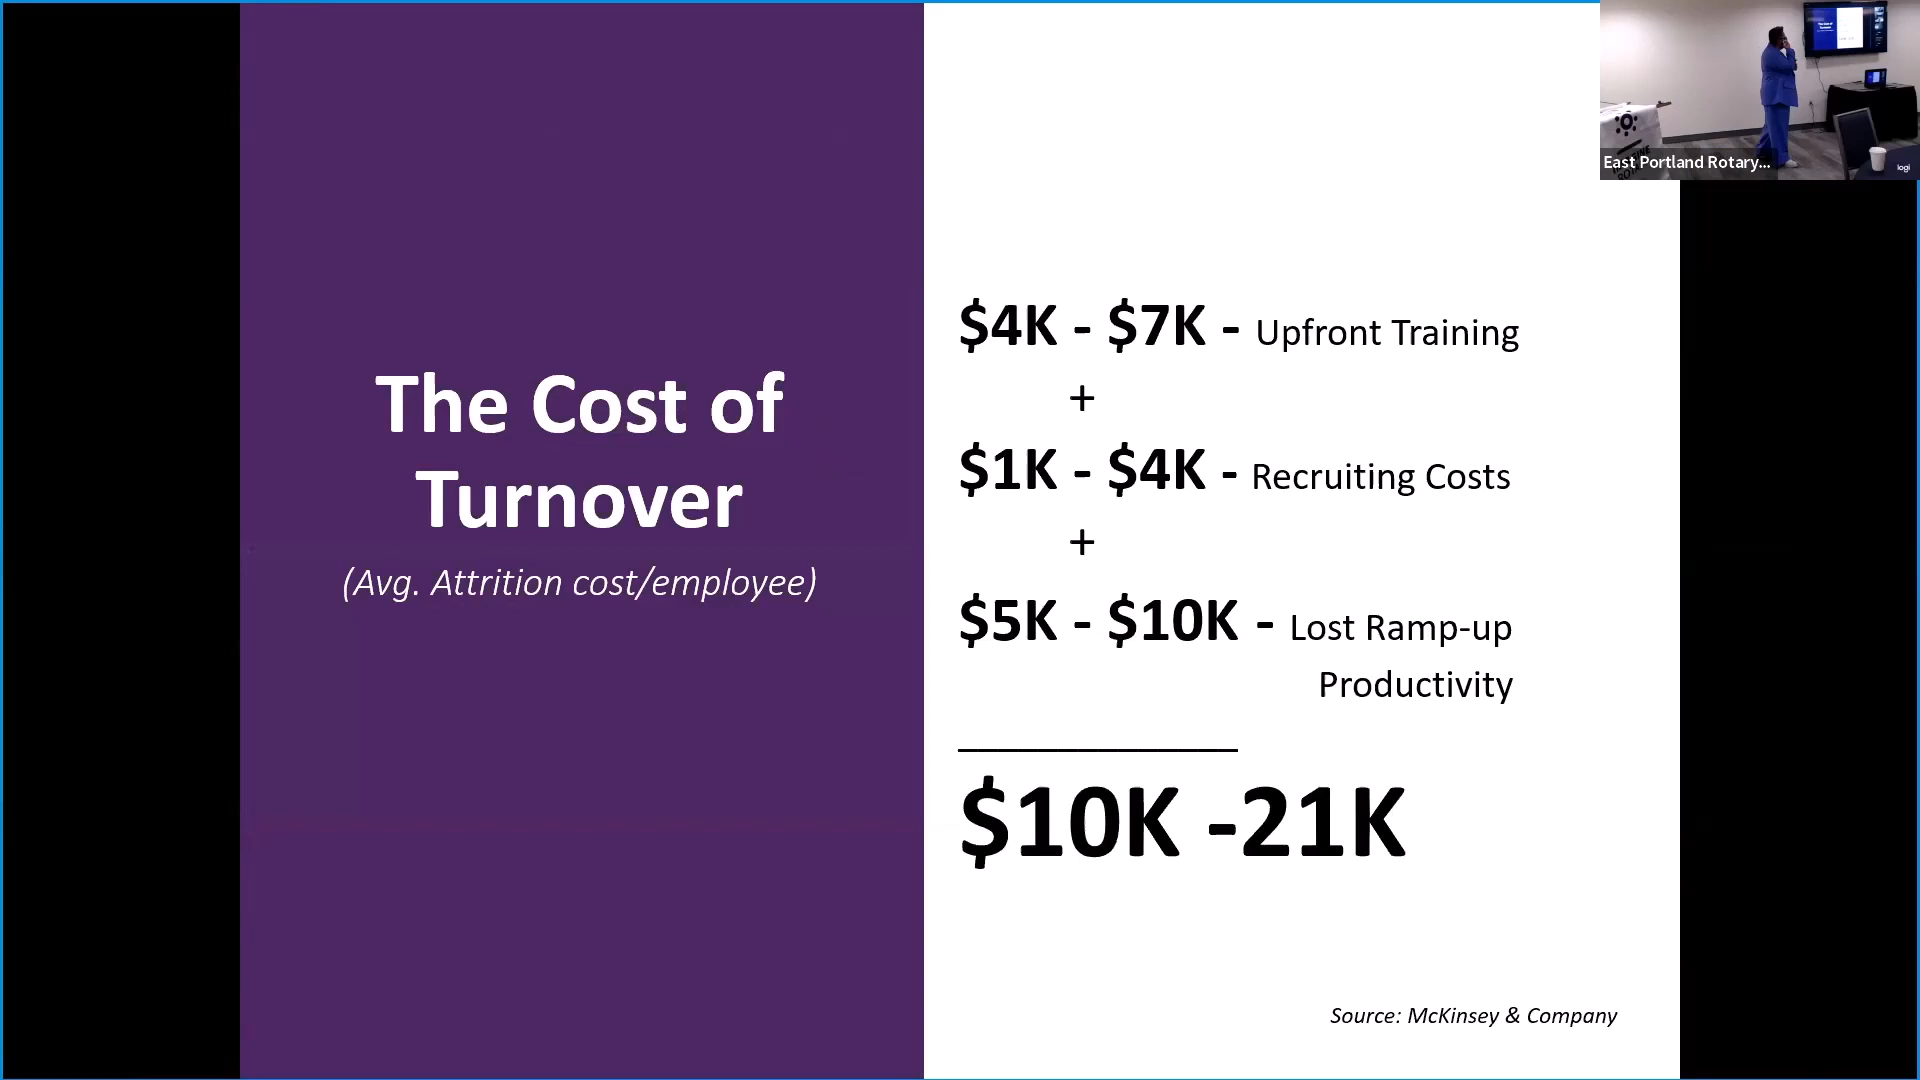 The Cost of
Turnover
(Avg. Attrition cost/employee)
$4K - $7K - Upfront Training
+
$1K - $4K - Recruiting Costs
+
$5K - $10K - Lost Ramp-up
Productivity
$10K -21K
Source: McKinsey & Company
East Portland Rotary...
logi